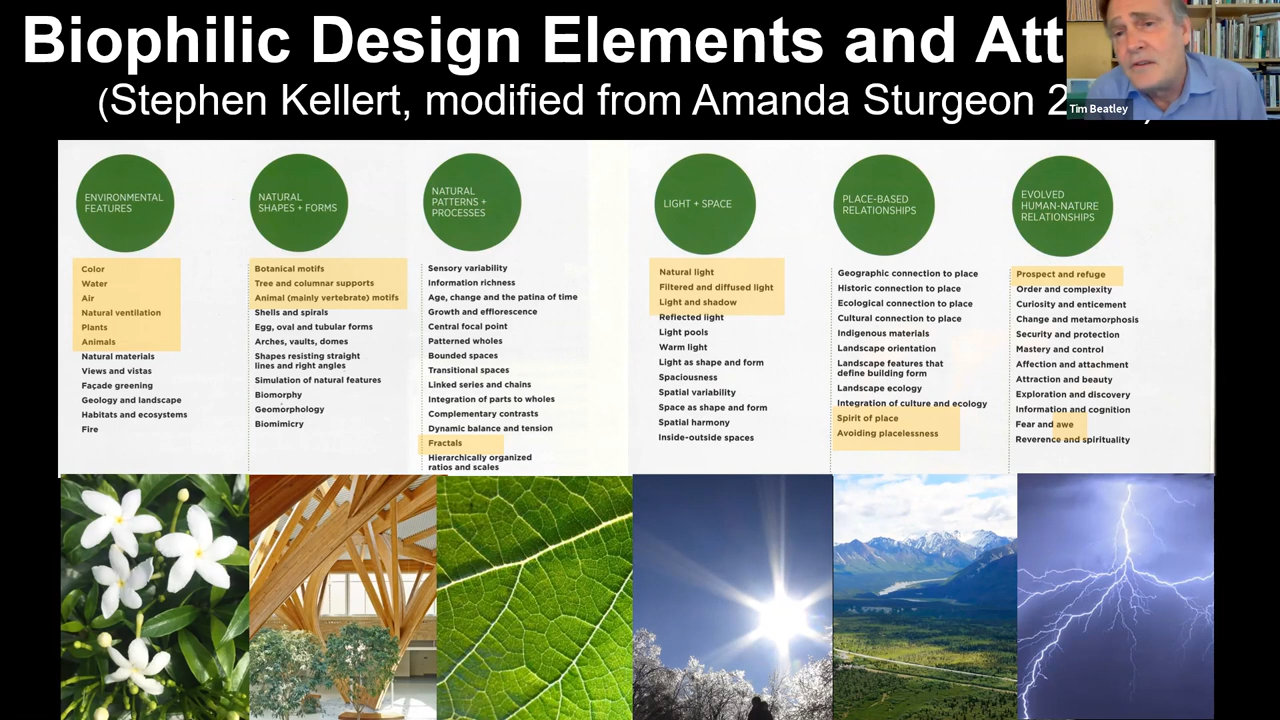 Biophilic Design Elements and Att
(Stephen Kellert, modified from Amanda Sturgeon 2
Tim Beatley
ENVIRONMENTAL
FEATURES
Color
Water
Air
Natural ventilation
Plants
Animals
Natural materials
Views and vistas
Façade greening
Geology and landscape
Habitats and ecosystems
Fire
NATURAL
SHAPES + FORMS
Botanical motifs
Tree and columnar supports
Animal (mainly vertebrate) motifs
Shells and spirals
Egg, oval and tubular forms
Arches, vaults, domes
Shapes resisting straight
lines and right angles
Simulation of natural features
Biomorphy
Geomorphology
Biomimicry
NATURAL
PATTERNS +
PROCESSES
Sensory variability
Information richness
Age, change and the patina of time
Growth and efflorescence
Central focal point
Patterned wholes
Bounded spaces
Transitional spaces
Linked series and chains
Integration of parts to wholes
Complementary contrasts
Dynamic balance and tension
Fractals
Hierarchically organized
ratios and scales
LIGHT + SPACE
Natural light
Filtered and diffused light
Light and shadow
Reflected light
Light pools
Warm light
Light as shape and form
Spaciousness
Spatial variability
Space as shape and form
Spatial harmony
Inside-outside spaces
PLACE-BASED
RELATIONSHIPS
Geographic connection to place
Historic connection to place
Ecological connection to place
Cultural connection to place
Indigenous materials
Landscape orientation
Landscape features that
define building form
Landscape ecology
Integration of culture and ecology
Spirit of place
Avoiding placelessness
EVOLVED
HUMAN-NATURE
RELATIONSHIPS
Prospect and refuge
Order and complexity
Curiosity and enticement
Change and metamorphosis
Security and protection
Mastery and control
Affection and attachment
Attraction and beauty
Exploration and discovery
Information and cognition
Fear and awe
Reverence and spirituality